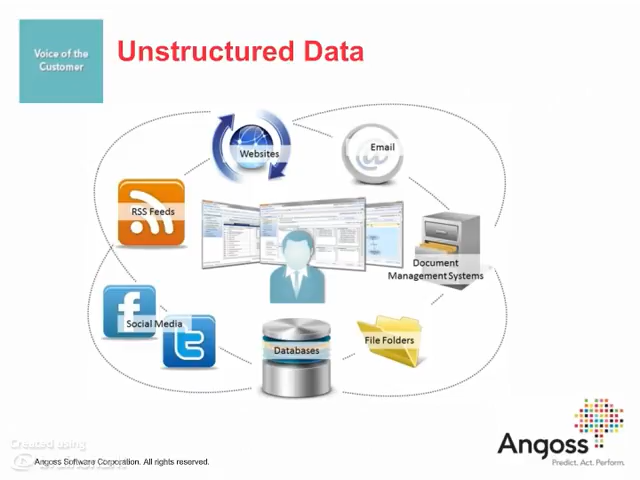 Voice of the
Customer
Unstructured Data
Websites
Email
RSS Feeds
Document
Management Systems
Social Media
File Folders
Databases
Angoss
Predict. Act. Perform.
Created using
Angoss Software Corporation. All rights reserved.